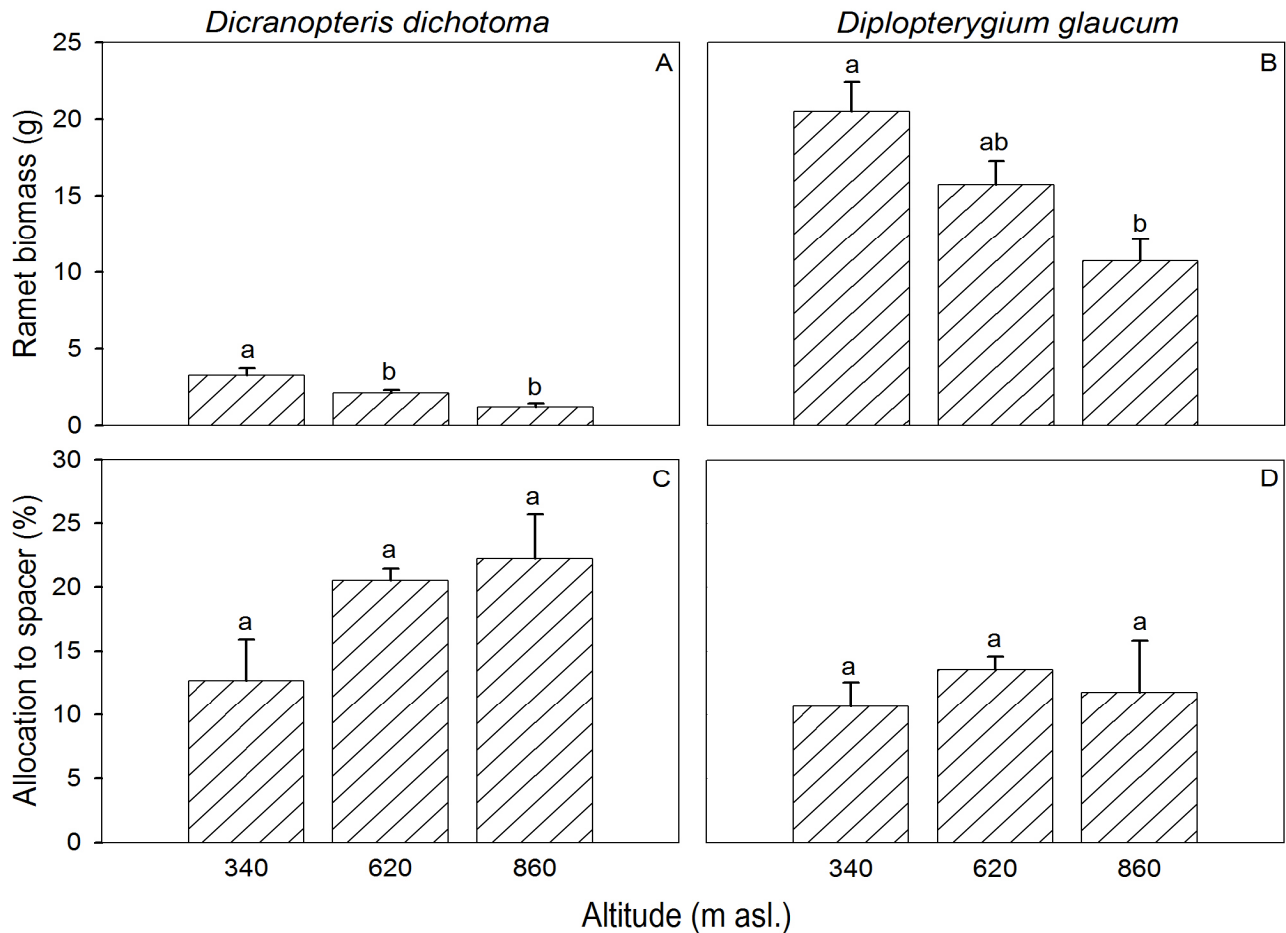 Dicranopteris dichotoma
Diplopterygium glaucum
Ramet biomass (g)
25
20
15
10
5
0
A
a
b
b
B
a
ab
b
Allocation to spacer (%)
30
25
20
15
10
5
0
C
a
a
a
D
a
a
a
340 620 860
340 620 860
Altitude (m asl.)